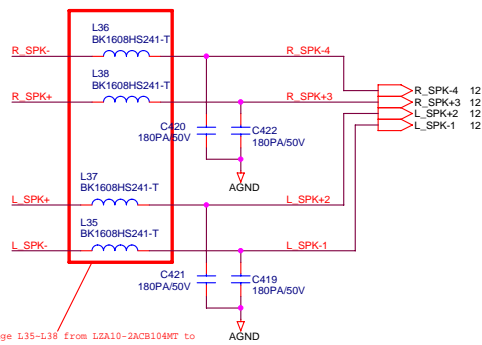 L36
BK1608HS241-T
R_SPK-
R_SPK-4
L38
BK1608HS241-T
R_SPK+
R_SPK+3
R_SPK-4 12
R_SPK+3 12
L_SPK+2 12
L_SPK-1 12
C420
180PA/50V
C422
180PA/50V
AGND
L37
BK1608HS241-T
L_SPK+
L_SPK+2
L35
BK1608HS241-T
L_SPK-
L_SPK-1
C421
180PA/50V
C419
180PA/50V
AGND
ge L35~L38 from LZA10-2ACB104MT to